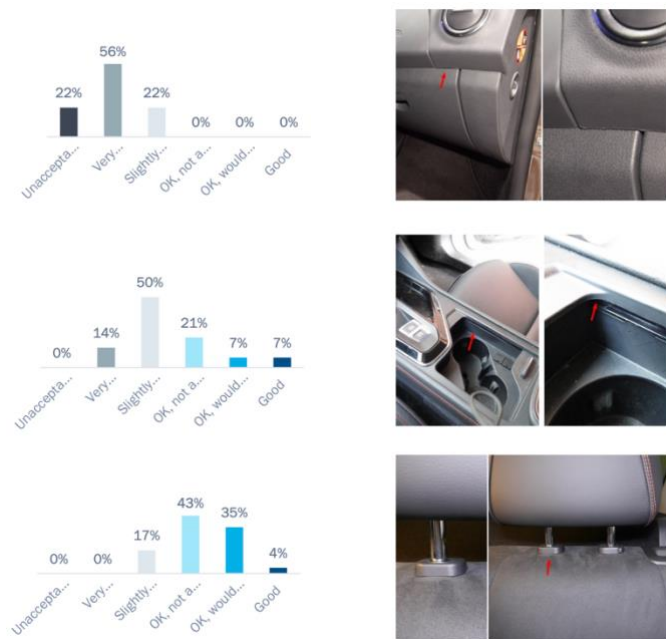 56%
22%
22%
0%
0%
0%
Unaccepta...
Very...
Slightly...
OK, not a...
OK, would...
Good
50%
21%
14%
7%
7%
0%
Unaccepta...
Very...
Slightly...
OK, not a...
OK, would...
Good
43%
35%
17%
4%
0%
0%
Unaccepta...
Very...
Slightly...
OK, not a...
OK, would...
Good